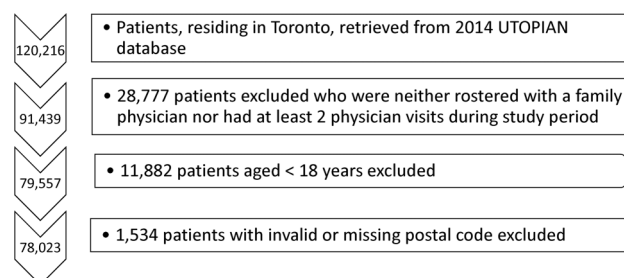 120,216
• Patients, residing in Toronto, retrieved from 2014 UTOPIAN
database
91,439
• 28,777 patients excluded who were neither rostered with a family
physician nor had at least 2 physician visits during study period
79,557
• 11,882 patients aged < 18 years excluded
78,023
• 1,534 patients with invalid or missing postal code excluded